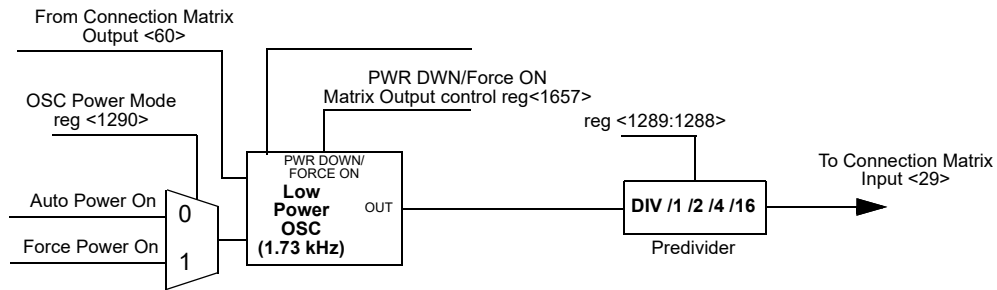 From Connection Matrix
Output <60>
PWR DWN/Force ON
Matrix Output control reg<1657>
OSC Power Mode
reg <1290>
reg <1289:1288>
To Connection Matrix
Input <29>
PWR DOWN/
FORCE ON
Low
Power
OSC
(1.73 kHz)
OUT
Auto Power On
0
Force Power On
1
DIV /1 /2 /4 /16
Predivider